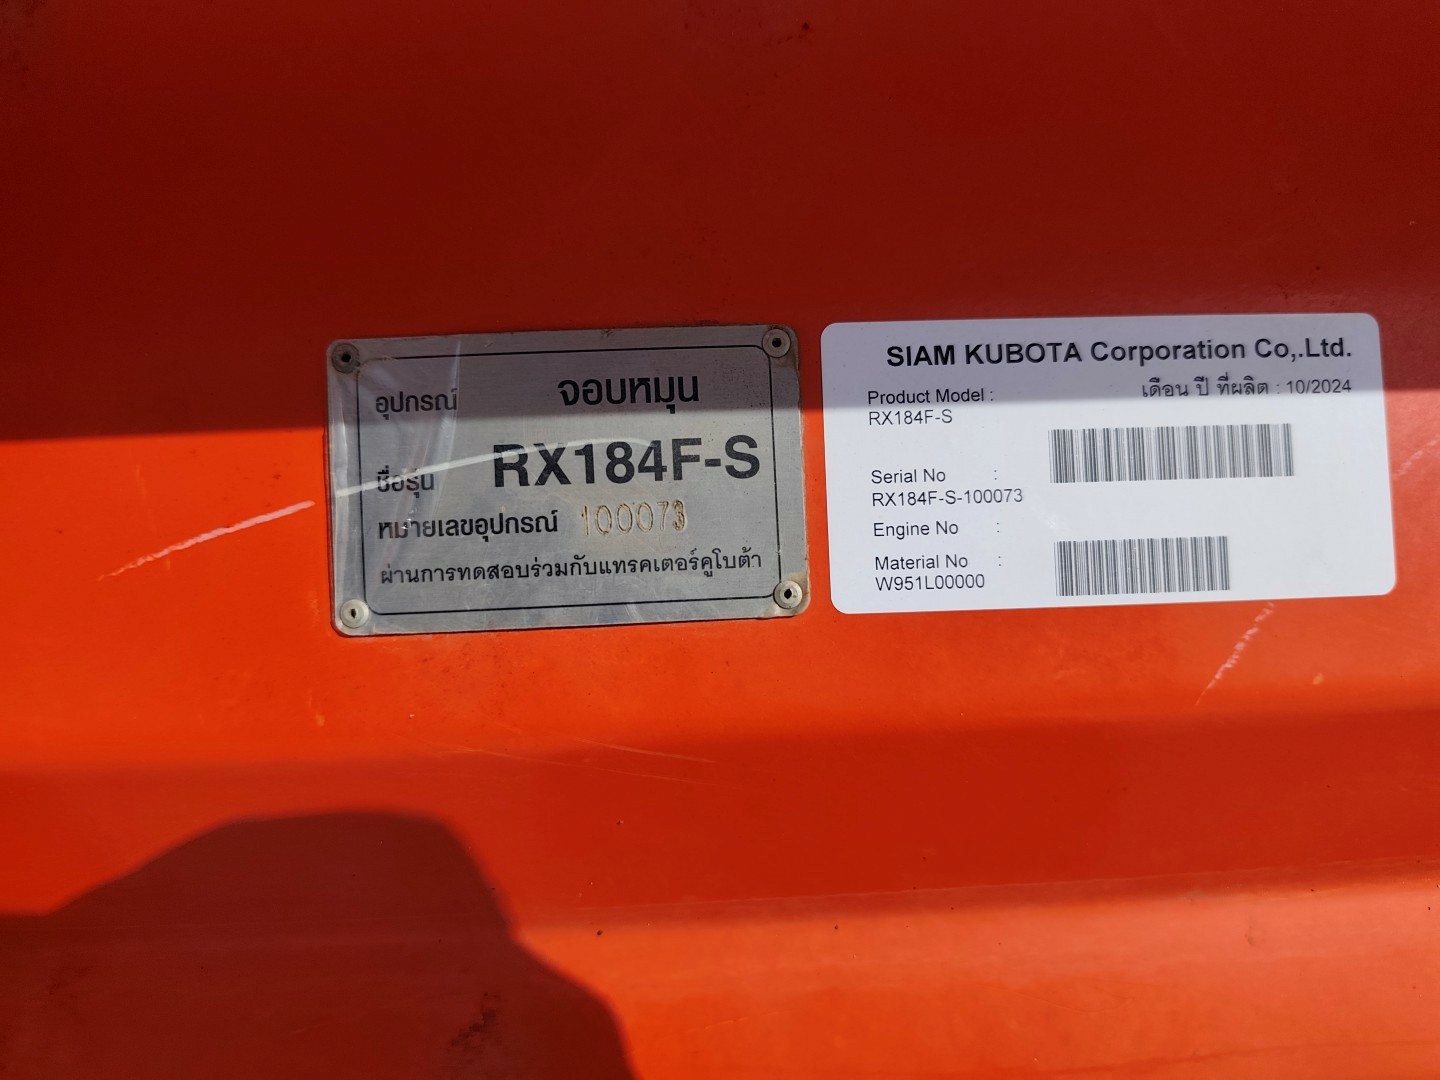 อุปกรณ์ จอบหมุน
ชื่อรุ่น RX184F-S
หมายเลขอุปกรณ์ 100073
ผ่านการทดสอบร่วมกับแทรคเตอร์คูโบต้า
SIAM KUBOTA Corporation Co,.Ltd.
Product Model : เดือน ปี ที่ผลิต : 10/2024
RX184F-S
Serial No :
RX184F-S-100073
Engine No :
Material No :
W951L00000